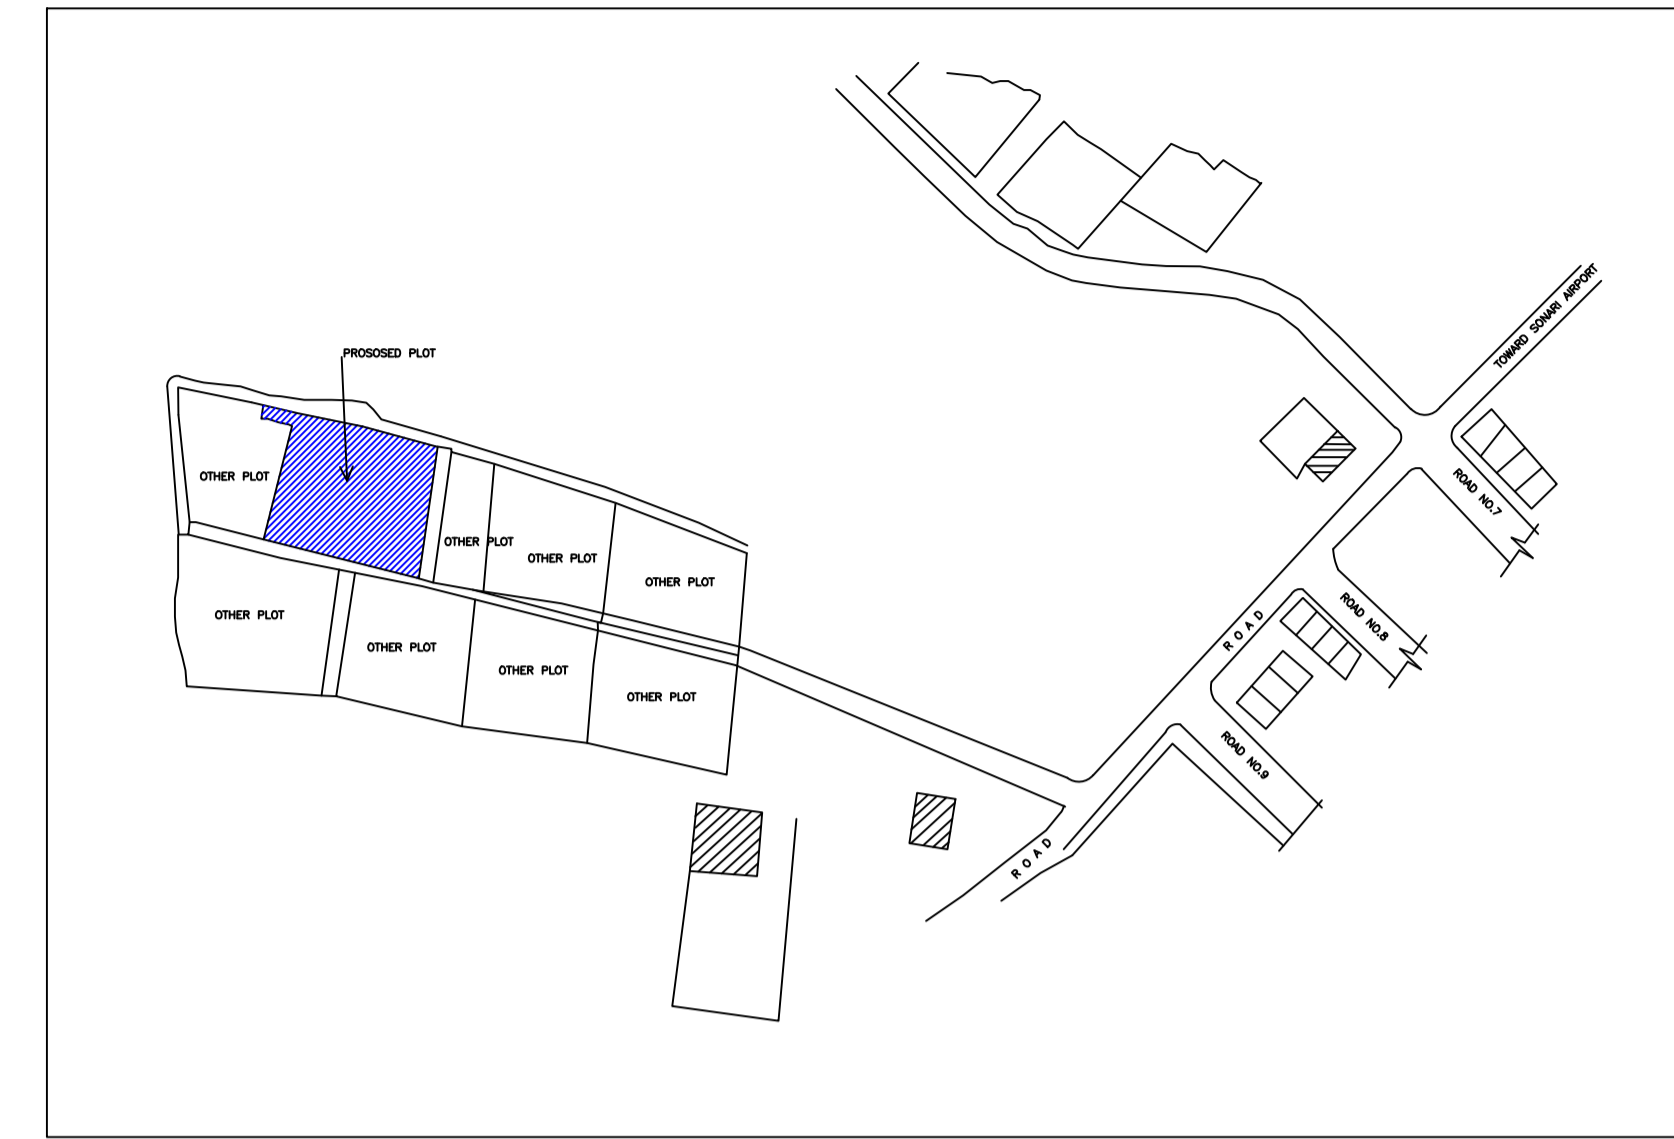 TOWARD SONARI AIRPORT
PROSOSED PLOT
OTHER PLOT
ROAD NO.7
OTHER PLOT
OTHER PLOT
OTHER PLOT
OTHER PLOT
ROAD NO.8
ROAD
OTHER PLOT
OTHER PLOT
OTHER PLOT
ROAD NO.9
ROAD